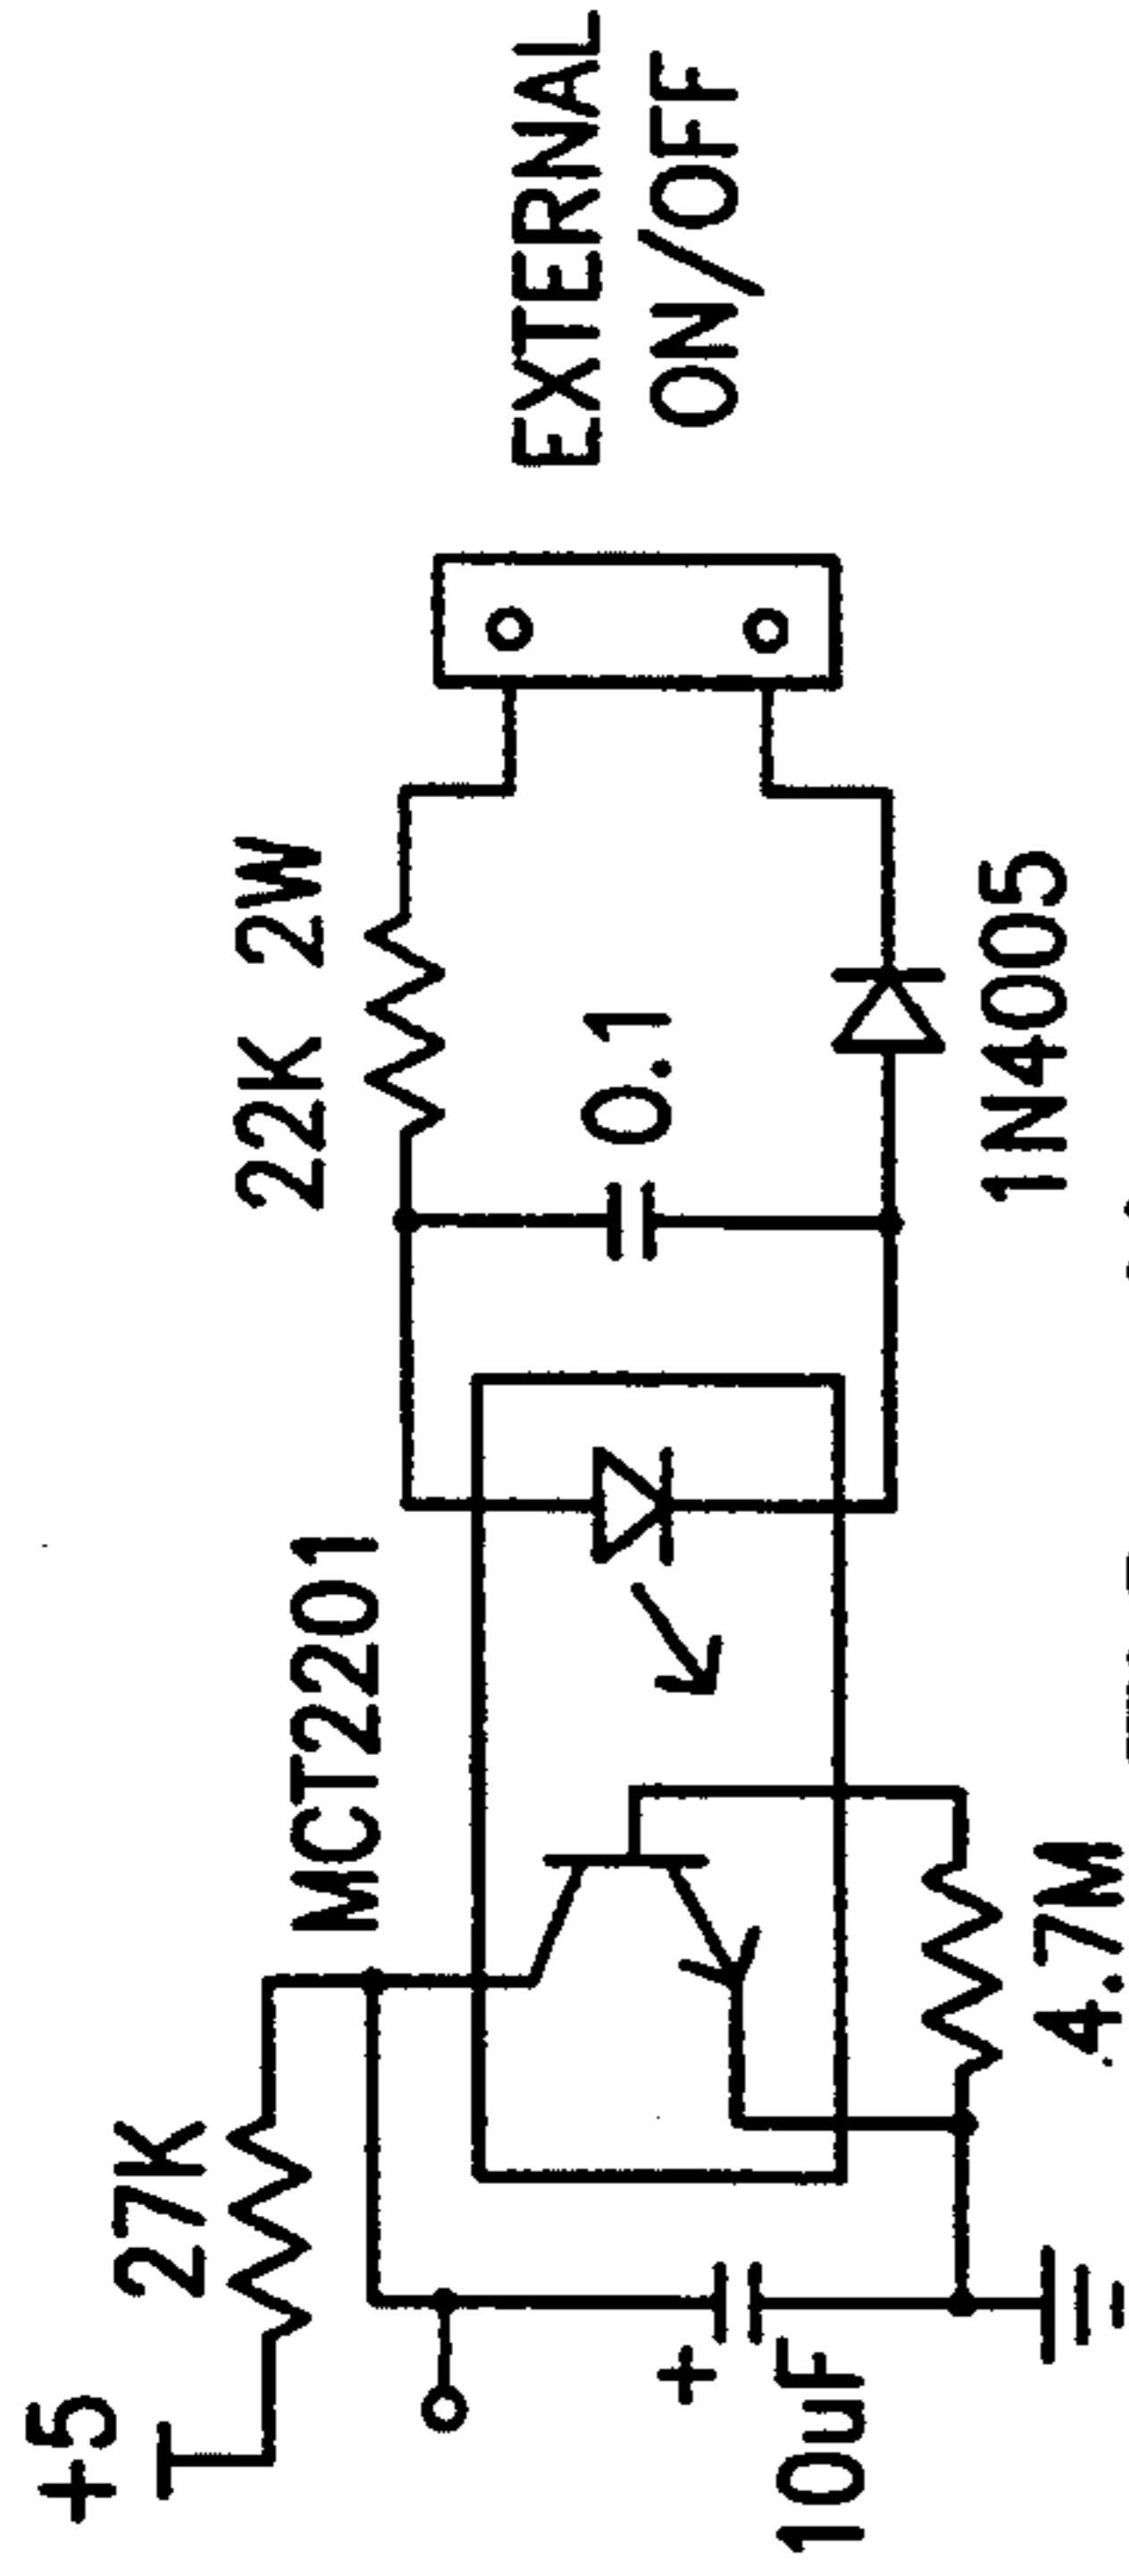 +5
27K
10uF
+
MCT2201
4.7M
22K 2W
0.1
1N4005
EXTERNAL
ON/OFF